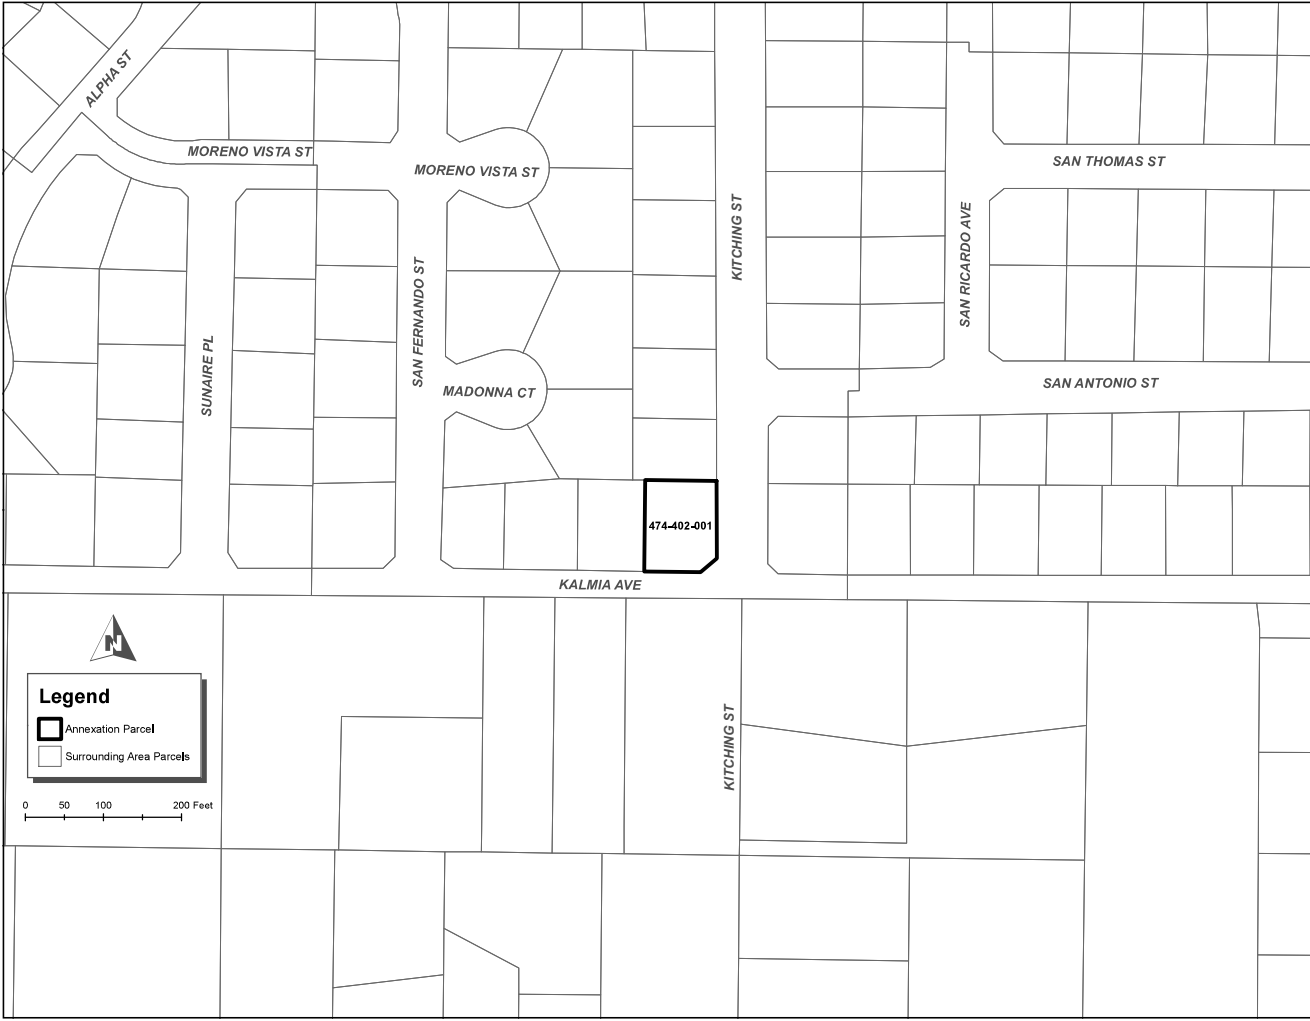 ALPHA ST
MORENO VISTA ST
MORENO VISTA ST
SAN THOMAS ST
KITCHING ST
SAN RICARDO AVE
SAN FERNANDO ST
SUNAIRE PL
MADONNA CT
SAN ANTONIO ST
474-402-001
KALMIA AVE
N
KITCHING ST
Legend
Annexation Parcel
Surrounding Area Parcels
0 50 100 200 Feet